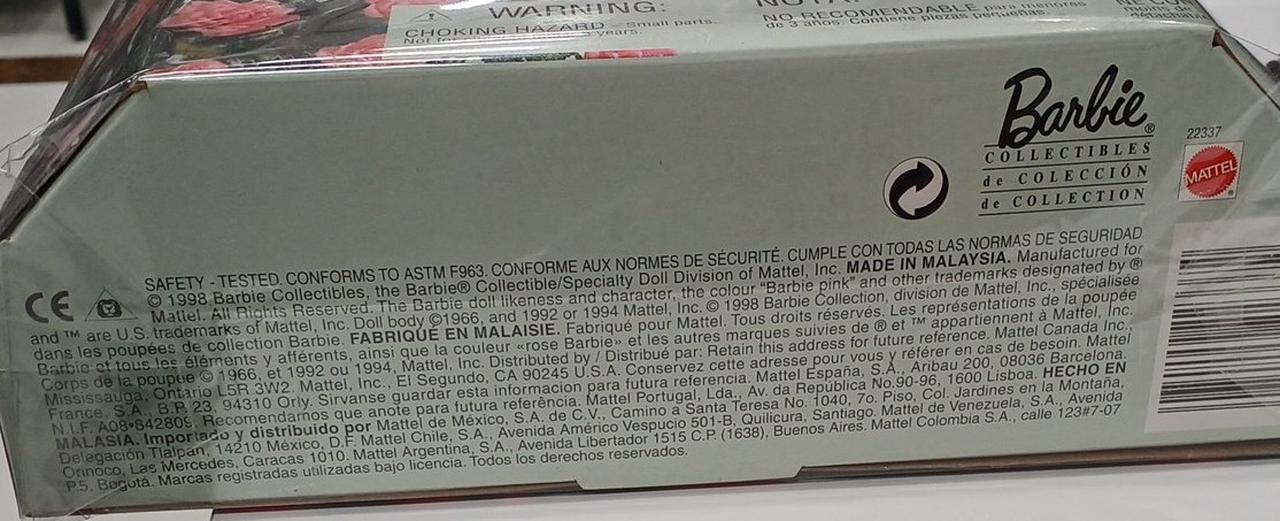 WARNING:
CHOKING HAZARD - Small parts.
Not for 3 years.
NO RECOMENDABLE para menores
de 3 años Contiene piezas pequeñas.
Barbie®
COLLECTIBLES
de COLECCIÓN
de COLLECTION
22337
MATTEL
CE
SAFETY - TESTED. CONFORMS TO ASTM F963. CONFORME AUX NORMES DE SÉCURITÉ. CUMPLE CON TODAS LAS NORMAS DE SEGURIDAD.
© 1998 Barbie Collectibles, the Barbie® Collectible/Specialty Doll Division of Mattel, Inc. MADE IN MALAYSIA. Manufactured for
Mattel. All Rights Reserved. The Barbie doll likeness and character, the colour “Barbie pink” and other trademarks designated by ®
and ™ are U.S. trademarks of Mattel, Inc. Doll body ©1966, and 1992 or 1994 Mattel, Inc. © 1998 Barbie Collection, division de Mattel, Inc., spécialisée
dans les poupées de collection Barbie. FABRIQUÉ EN MALAISIE. Fabriqué pour Mattel. Tous droits réservés. Les représentations de la poupée
Barbie et tous les éléments y afférents, ainsi que la couleur «rose Barbie» et les autres marques suivies de ® et ™ appartiennent à Mattel, Inc.
Corps de la poupée © 1966, et 1992 ou 1994, Mattel, Inc. Distributed by / Distribué par: Retain this address for future reference. Mattel Canada Inc.,
Mississauga, Ontario L5R 3W2. Mattel, Inc., El Segundo, CA 90245 U.S.A. Conservez cette adresse pour vous y référer en cas de besoin. Mattel
France, S.A., B.P. 23, 94310 Orly. Sirvanse guardar esta informacion para futura referencia. Mattel España, S.A., Aribau 200, 08036 Barcelona,
N.I.F. A08-842809. Recomendamos que anote para futura referência. Mattel Portugal, Lda., Av. da República No.90-96, 1600 Lisboa. HECHO EN
MALASIA. Importado y distribuido por Mattel de México, S.A. de C.V., Camino a Santa Teresa No. 1040, 7o. Piso, Col. Jardines en la Montaña,
Delegación Tlalpan, 14210 México, D.F. Mattel Chile, S.A., Avenida Américo Vespucio 501-B, Quilicura, Santiago. Mattel de Venezuela, S.A., Avenida
Orinoco, Las Mercedes, Caracas 1010. Mattel Argentina, S.A., Avenida Libertador 1515 C.P. (1638), Buenos Aires. Mattel Colombia S.A., calle 123#7-07
P.5, Bogotá. Marcas registradas utilizadas bajo licencia. Todos los derechos reservados.